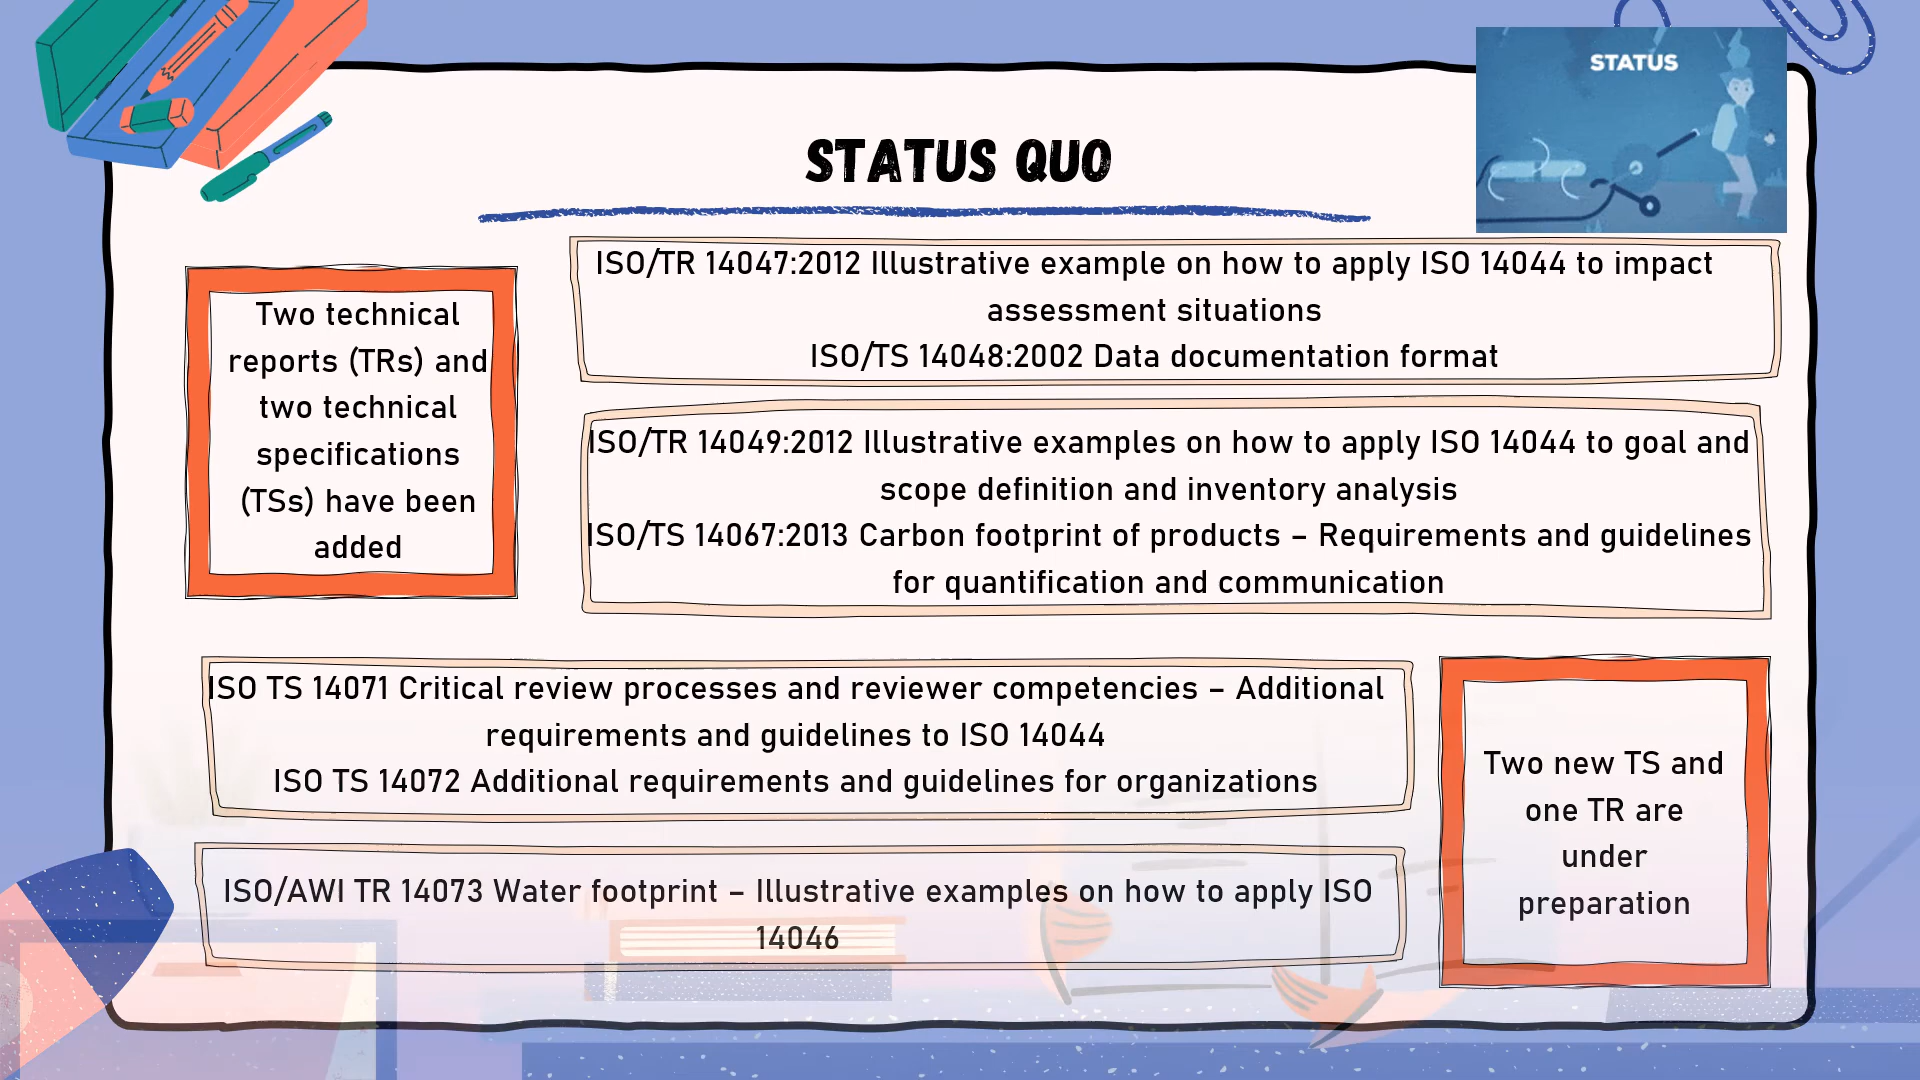 STATUS
STATUS QUO
Two technical
reports (TRs) and
two technical
specifications
(TSs) have been
added
ISO/TR 14047:2012 Illustrative example on how to apply ISO 14044 to impact
assessment situations
ISO/TS 14048:2002 Data documentation format
ISO/TR 14049:2012 Illustrative examples on how to apply ISO 14044 to goal and
scope definition and inventory analysis
ISO/TS 14067:2013 Carbon footprint of products – Requirements and guidelines
for quantification and communication
ISO TS 14071 Critical review processes and reviewer competencies – Additional
requirements and guidelines to ISO 14044
ISO TS 14072 Additional requirements and guidelines for organizations
ISO/AWI TR 14073 Water footprint – Illustrative examples on how to apply ISO
14046
Two new TS and
one TR are
under
preparation